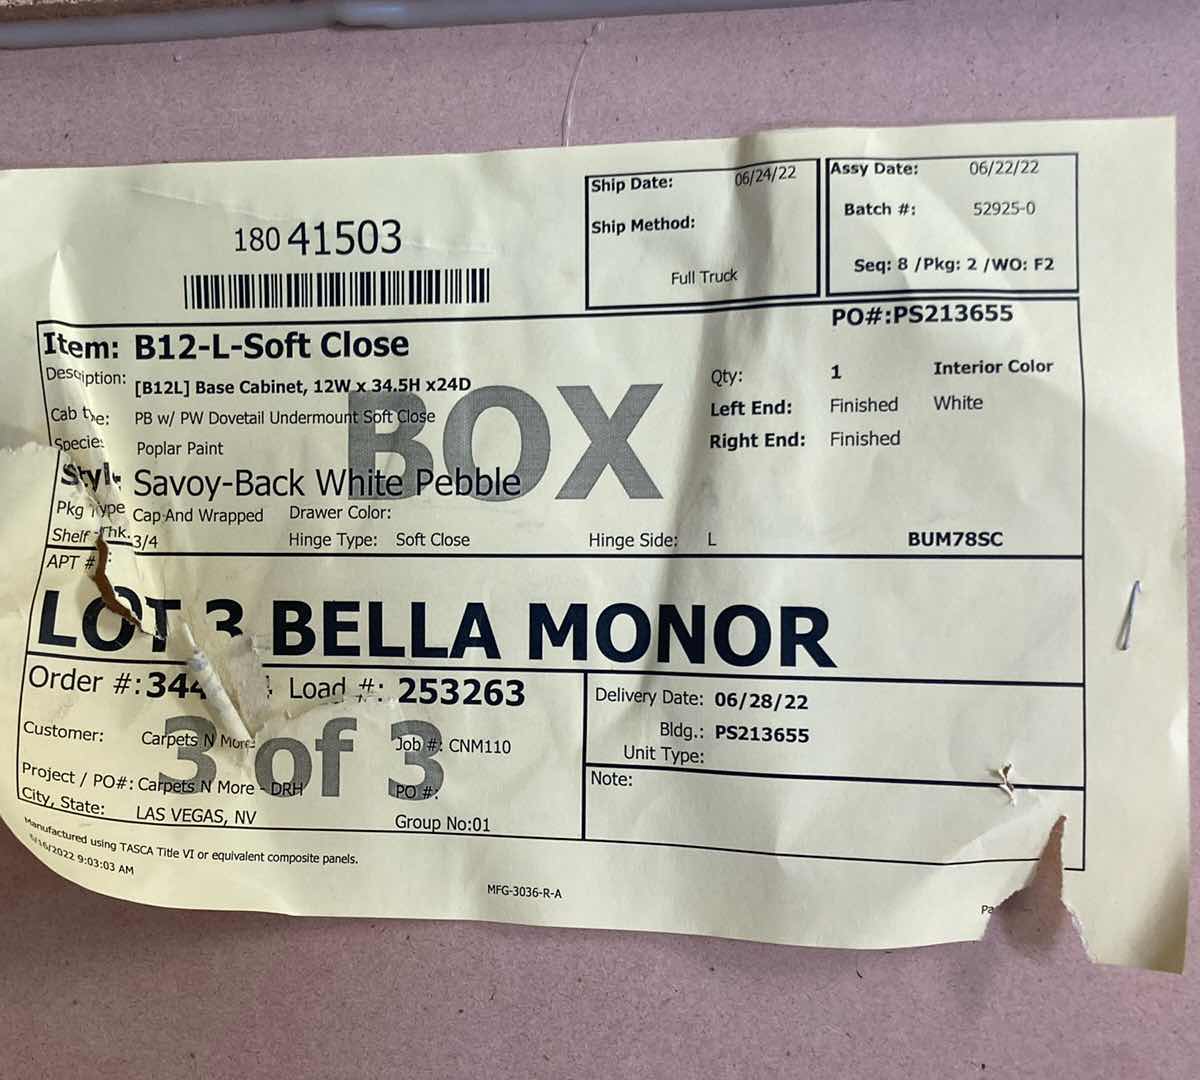 180 41503
Ship Date: 06/24/22
Ship Method:
Full Truck
Assy Date: 06/22/22
Batch #: 52925-0
Seq: 8 /Pkg: 2 /WO: F2
PO#:PS213655
Item: B12-L-Soft Close
Description: [B12L] Base Cabinet, 12W x 34.5H x24D
Qty: 1 Interior Color
Cab type: PB w/ PW Dovetail Undermount Soft Close
Left End: Finished White
Species: Poplar Paint
Right End: Finished
BOX
Style Savoy-Back White Pebble
Pkg Type Cap And Wrapped Drawer Color:
Shelf Thk. 3/4 Hinge Type: Soft Close Hinge Side: L BUM78SC
APT #:
LOT 3 BELLA MONOR
Order #: 344 Load #: 253263
Delivery Date: 06/28/22
Bldg.: PS213655
Unit Type:
Customer: Carpets N More Job #: CNM110
3 of 3
Note:
Project / PO#: Carpets N More - DRH PO #:
City, State: LAS VEGAS, NV Group No:01
Manufactured using TASCA Title VI or equivalent composite panels.
/2022 9:03:03 AM
MFG-3036-R-A